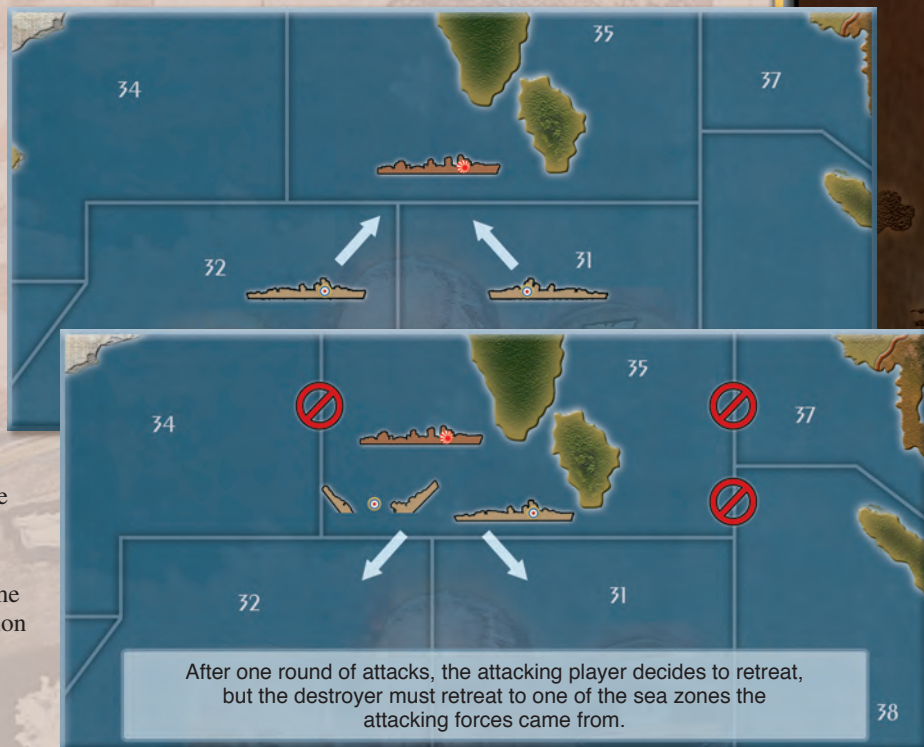 35
34
37
32
31
35
34
37
e
he
ion
32
31
After one round of attacks, the attacking player decides to retreat,
but the destroyer must retreat to one of the sea zones the
attacking forces came from.
38